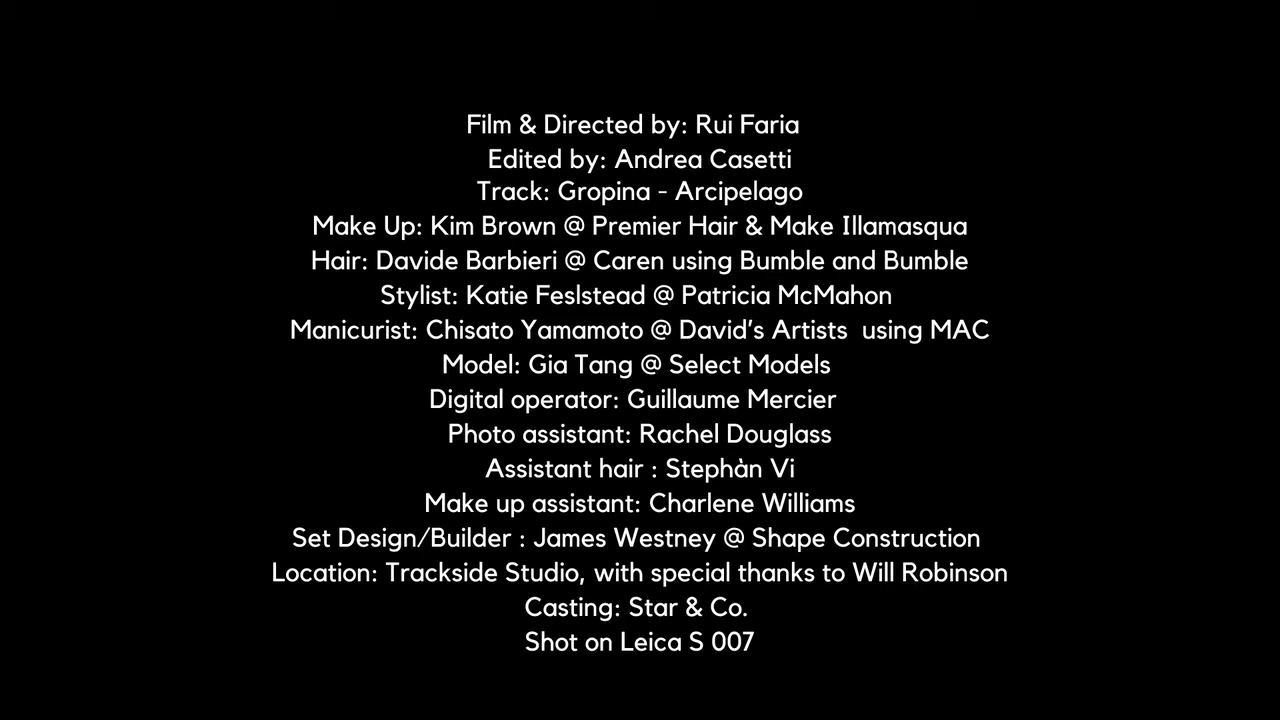 Film & Directed by: Rui Faria
Edited by: Andrea Casetti
Track: Gropina - Arcipelago
Make Up: Kim Brown @ Premier Hair & Make Illamasqua
Hair: Davide Barbieri @ Caren using Bumble and Bumble
Stylist: Katie Feslstead @ Patricia McMahon
Manicurist: Chisato Yamamoto @ David's Artists  using MAC
Model: Gia Tang @ Select Models
Digital operator: Guillaume Mercier
Photo assistant: Rachel Douglass
Assistant hair : Stephàn Vi
Make up assistant: Charlene Williams
Set Design/Builder : James Westney @ Shape Construction
Location: Trackside Studio, with special thanks to Will Robinson
Casting: Star & Co.
Shot on Leica S 007